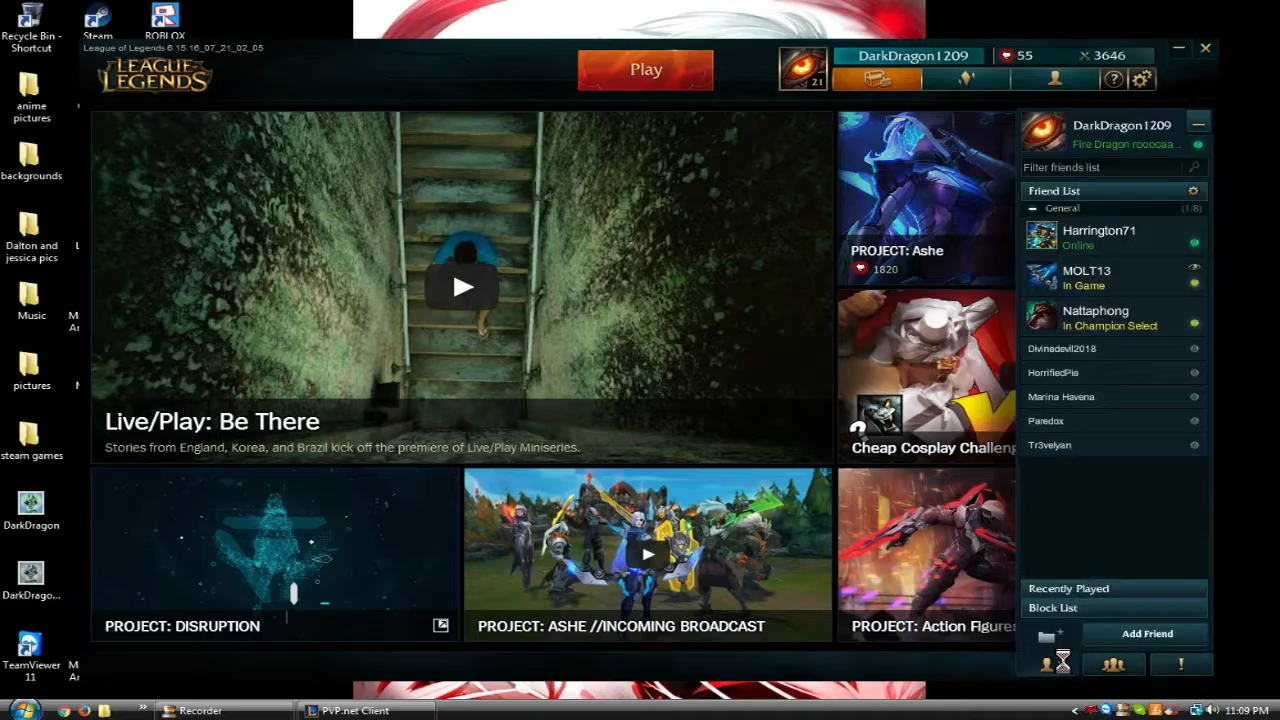 Recycle Bin -
Shortcut
Steam
ROBLOX
anime
pictures
backgrounds
Dalton and
jessica pics
Music
pictures
steam games
DarkDragon
DarkDrago...
TeamViewer
11
League of Legends 6.15.16_07_21_02_05
LEAGUE
OF
LEGENDS
Play
21
DarkDragon1209
55
3646
?
Live/Play: Be There
Stories from England, Korea, and Brazil kick off the premiere of Live/Play Miniseries.
PROJECT: Ashe
1820
Cheap Cosplay Challeng
PROJECT: DISRUPTION
PROJECT: ASHE //INCOMING BROADCAST
PROJECT: Action Figures
DarkDragon1209
Fire Dragon rooooaa...
Filter friends list
Friend List
General
(1/8)
Harrington71
Online
MOLT13
In Game
Nattaphong
In Champion Select
Divinedevil2018
HorrifiedPie
Marina Havena
Paredox
Tr3velyan
Recently Played
Block List
Add Friend
!
Recorder
PVP.net Client
11:09 PM